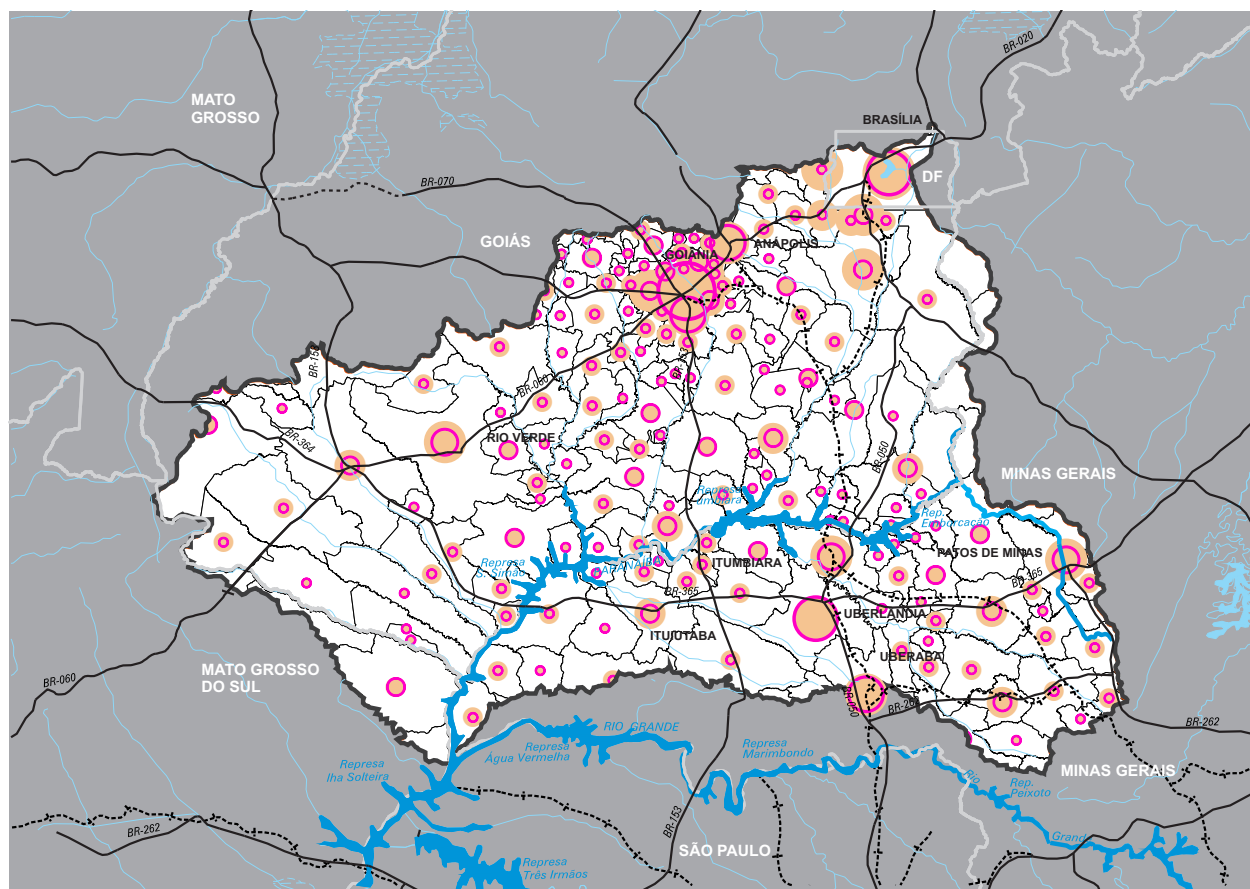 BR-020
MATO
GROSSO
BRASÍLIA
DF
BR-070
GOIÁS
ANÁPOLIS
GOIÂNIA
BR-153
BR-153
BR-060
BR-364
RIO VERDE
BR-050
MINAS GERAIS
Represa
Rep.
Emborcação
PATOS DE MINAS
ITUMBIARA
Represa
S. Simão
BR-365
BR-365
UBERLÂNDIA
ITUIUTABA
UBERABA
MATO GROSSO
DO SUL
BR-060
BR-050
BR-262
BR-262
RIO GRANDE
Represa
Água Vermelha
Represa
Marimbondo
Represa
Ilha Solteira
MINAS GERAIS
Rio
Rep.
Peixoto
BR-153
BR-262
Grande
SÃO PAULO
Represa
Três Irmãos